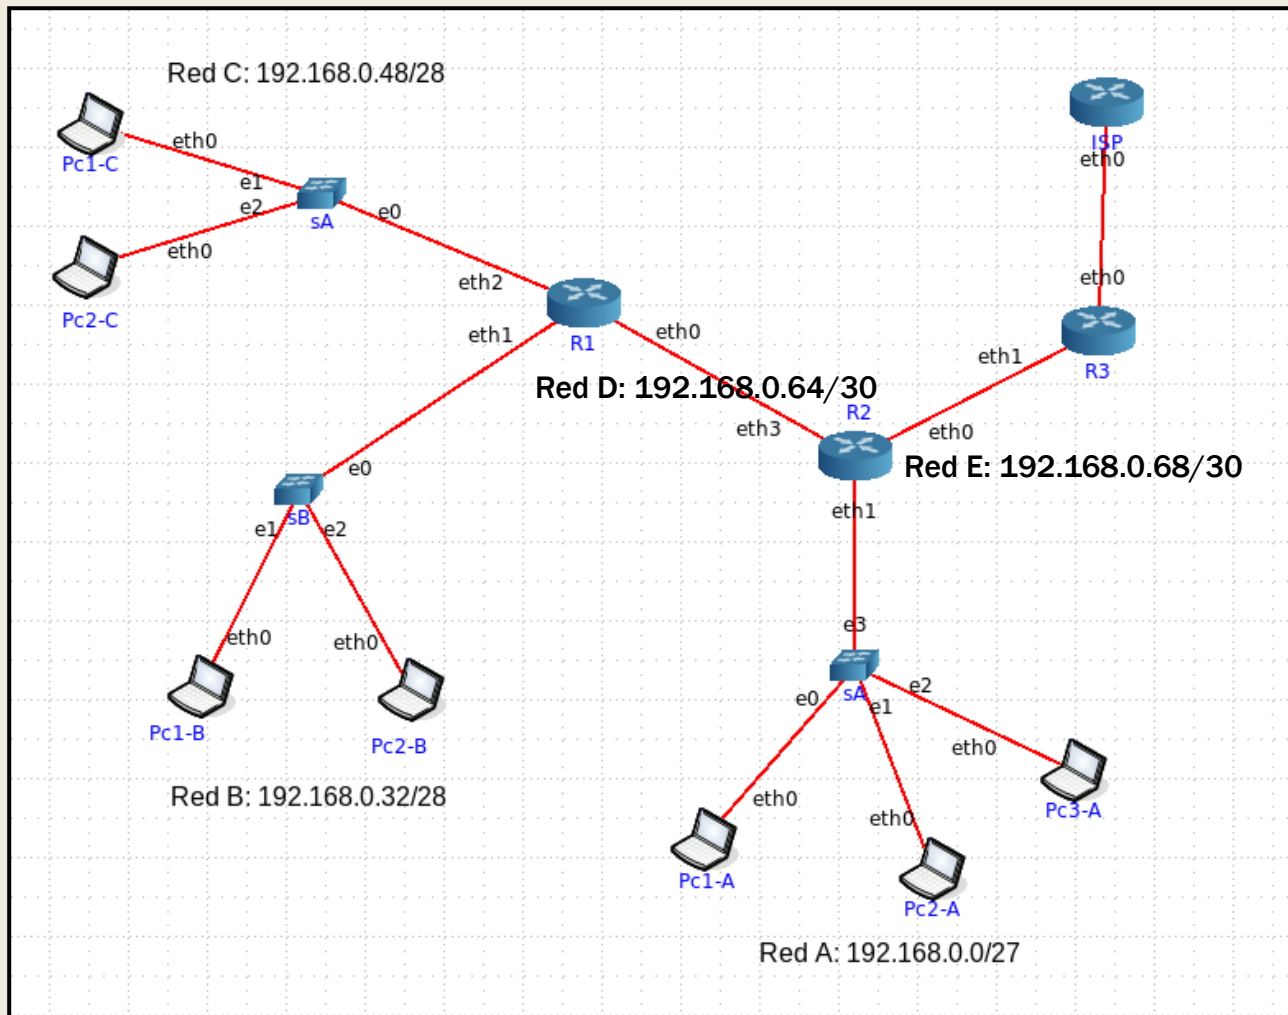 Red C: 192.168.0.48/28
ISP
eth0
eth0
Pc1-C
e1
e2
e0
sA
eth0
Pc2-C
eth2
eth0
eth1
eth0
R1
eth1
R3
Red D: 192.168.0.64/30
R2
eth3
eth0
Red E: 192.168.0.68/30
e0
eth1
sB
e1
e2
e3
eth0
eth0
sA
e2
e0
e1
Pc1-B
Pc2-B
eth0
Red B: 192.168.0.32/28
eth0
Pc3-A
eth0
Pc1-A
Pc2-A
Red A: 192.168.0.0/27